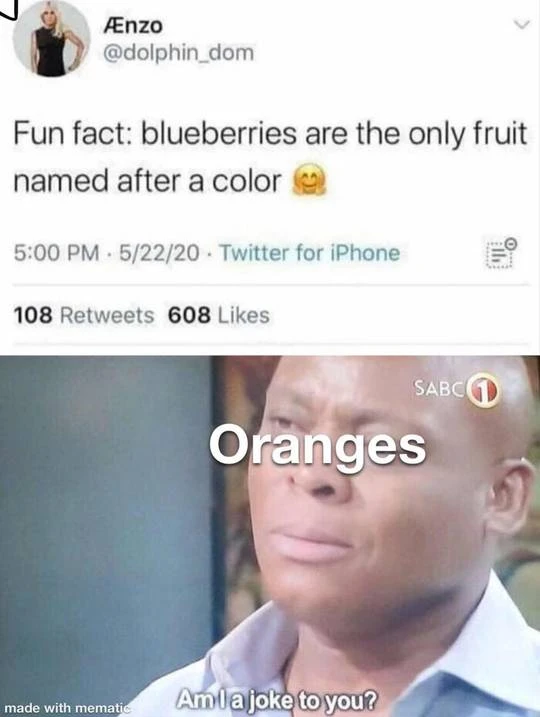 Ænzo
@dolphin_dom
Fun fact: blueberries are the only fruit
named after a color 🤗
5:00 PM · 5/22/20 · Twitter for iPhone
108 Retweets 608 Likes
SABC 1
Oranges
Am I a joke to you?
made with mematic